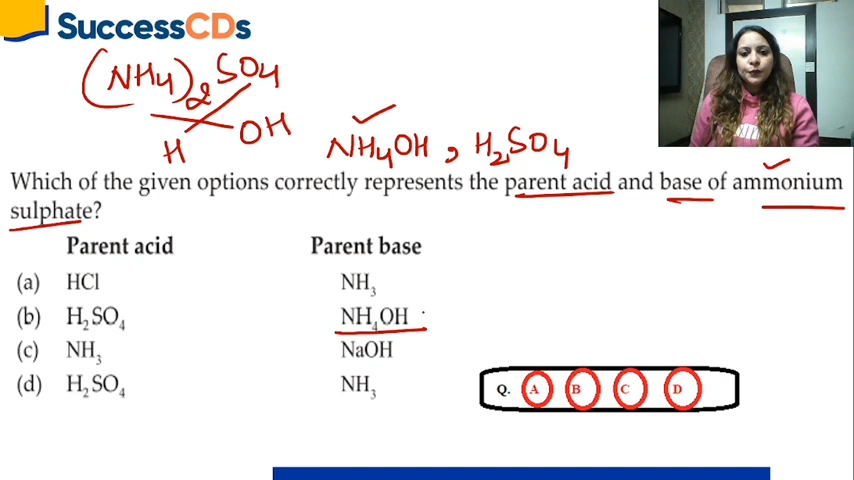 SuccessCDs
(NH4)2SO4
H OH
NH4OH, H2SO4
Which of the given options correctly represents the parent acid and base of ammonium
sulphate?
Parent acid Parent base
(a) HCl NH3
(b) H2SO4 NH4OH
(c) NH3 NaOH
(d) H2SO4 NH3
Q. A B C D